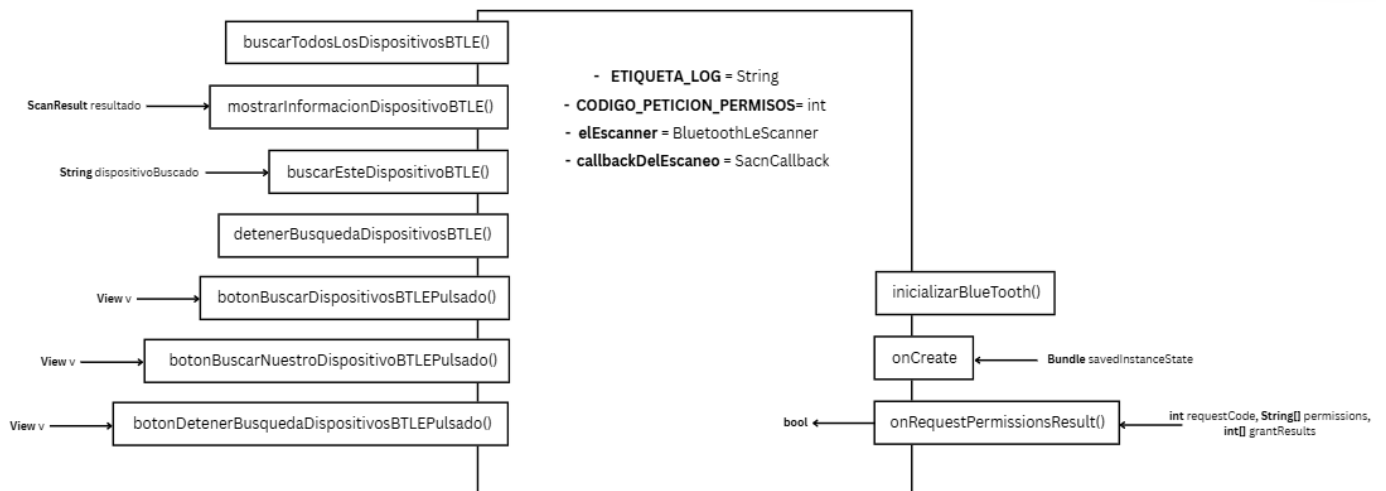 buscarTodosLosDispositivosBTLE()
ScanResult resultado
mostrarInformacionDispositivoBTLE()
String dispositivoBuscado
buscarEsteDispositivoBTLE()
detenerBusquedaDispositivosBTLE()
View v
botonBuscarDispositivosBTLEPulsado()
View v
botonBuscarNuestroDispositivoBTLEPulsado()
View v
botonDetenerBusquedaDispositivosBTLEPulsado()
- ETIQUETA_LOG = String
- CODIGO_PETICION_PERMISOS= int
- elEscanner = BluetoothLeScanner
- callbackDelEscaneo = SacnCallback
inicializarBlueTooth()
onCreate
Bundle savedInstanceState
bool
onRequestPermissionsResult()
int requestCode, String[] permissions,
int[] grantResults